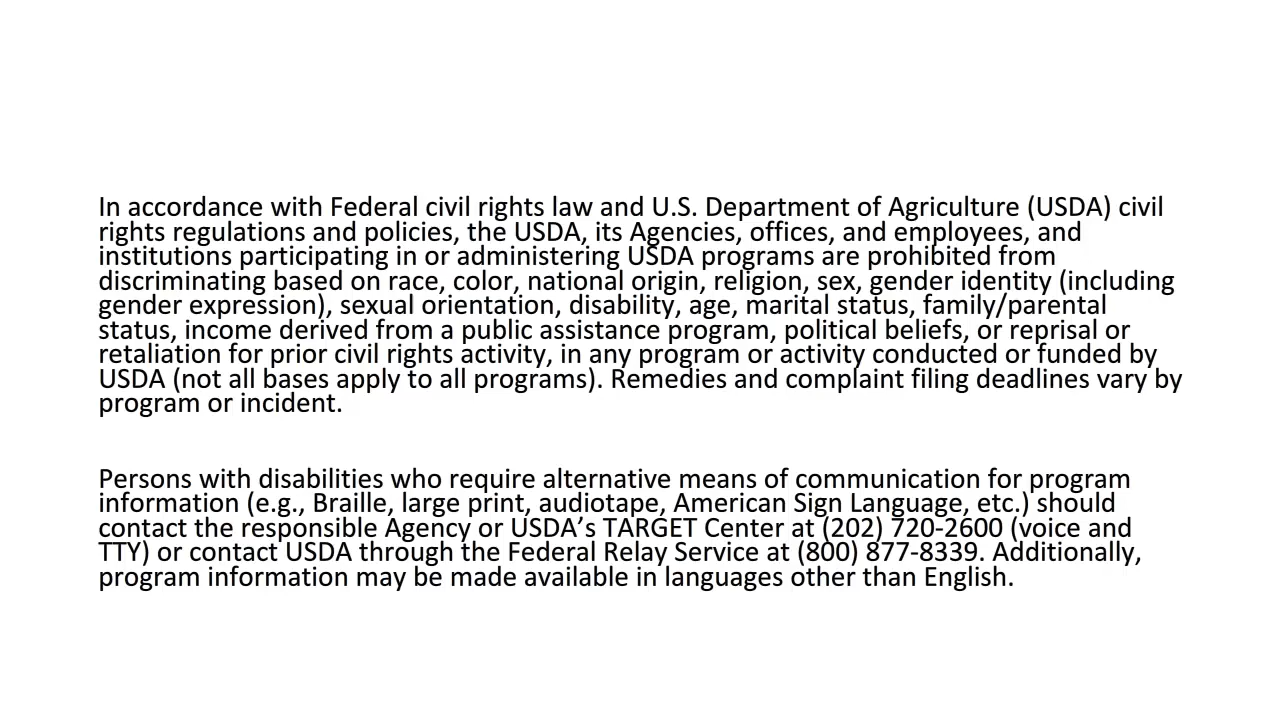 In accordance with Federal civil rights law and U.S. Department of Agriculture (USDA) civil
rights regulations and policies, the USDA, its Agencies, offices, and employees, and
institutions participating in or administering USDA programs are prohibited from
discriminating based on race, color, national origin, religion, sex, gender identity (including
gender expression), sexual orientation, disability, age, marital status, family/parental
status, income derived from a public assistance program, political beliefs, or reprisal or
retaliation for prior civil rights activity, in any program or activity conducted or funded by
USDA (not all bases apply to all programs). Remedies and complaint filing deadlines vary by
program or incident.
Persons with disabilities who require alternative means of communication for program
information (e.g., Braille, large print, audiotape, American Sign Language, etc.) should
contact the responsible Agency or USDA’s TARGET Center at (202) 720-2600 (voice and
TTY) or contact USDA through the Federal Relay Service at (800) 877-8339. Additionally,
program information may be made available in languages other than English.